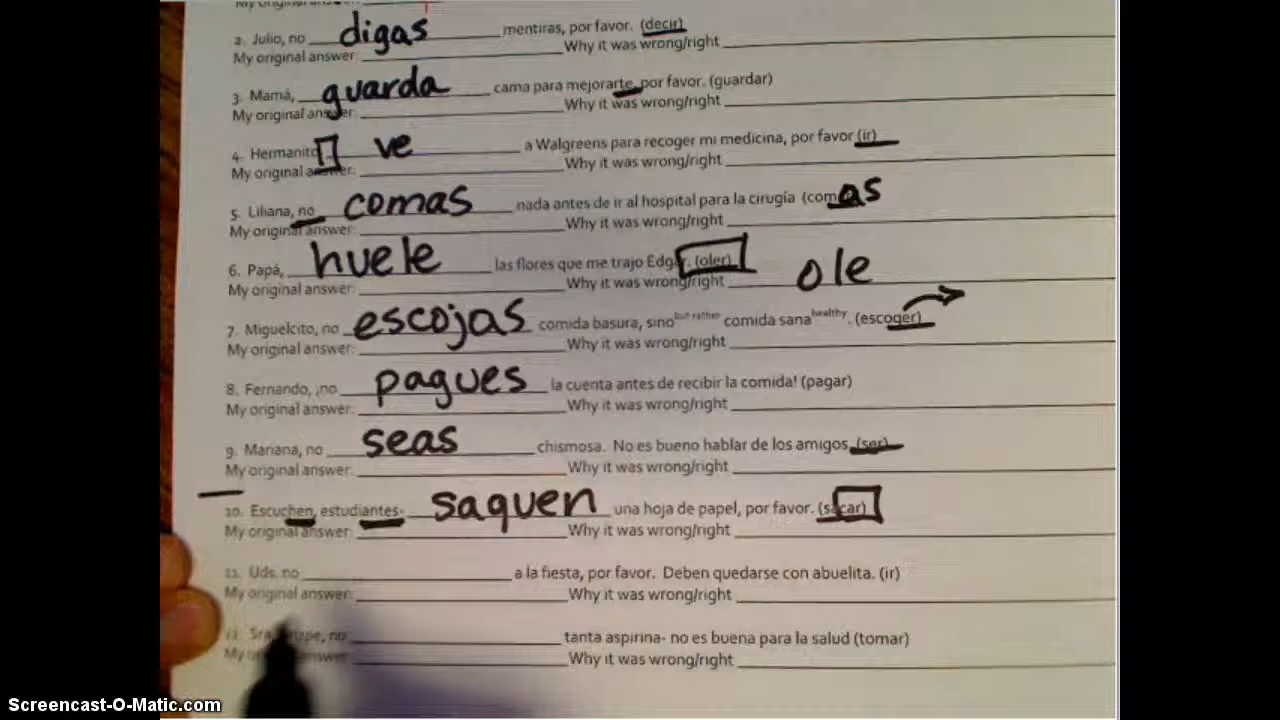 My original answer:
2. Julio, no digas mentiras, por favor. (decir)
My original answer: Why it was wrong/right
3. Mamá, guarda cama para mejorarte, por favor. (guardar)
My original answer: Why it was wrong/right
4. Hermanito, ve a Walgreens para recoger mi medicina, por favor (ir)
My original answer: Why it was wrong/right
5. Liliana, no comas nada antes de ir al hospital para la cirugía (comas
My original answer: Why it was wrong/right
6. Papá, huele las flores que me trajo Edgar. (oler) ole
My original answer: Why it was wrong/right
7. Miguelcito, no escojas comida basura, sino but rather comida sana healthy. (escoger)
My original answer: Why it was wrong/right
8. Fernando, ¡no pagues la cuenta antes de recibir la comida! (pagar)
My original answer: Why it was wrong/right
9. Mariana, no seas chismosa. No es bueno hablar de los amigos (ser)
My original answer: Why it was wrong/right
10. Escuchen, estudiantes- saquen una hoja de papel, por favor. (sacar)
My original answer: Why it was wrong/right
11. Uds. no a la fiesta, por favor. Deben quedarse con abuelita. (ir)
My original answer: Why it was wrong/right
Sra. no tanta aspirina- no es buena para la salud (tomar)
My original answer Why it was wrong/right
Screencast-O-Matic.com